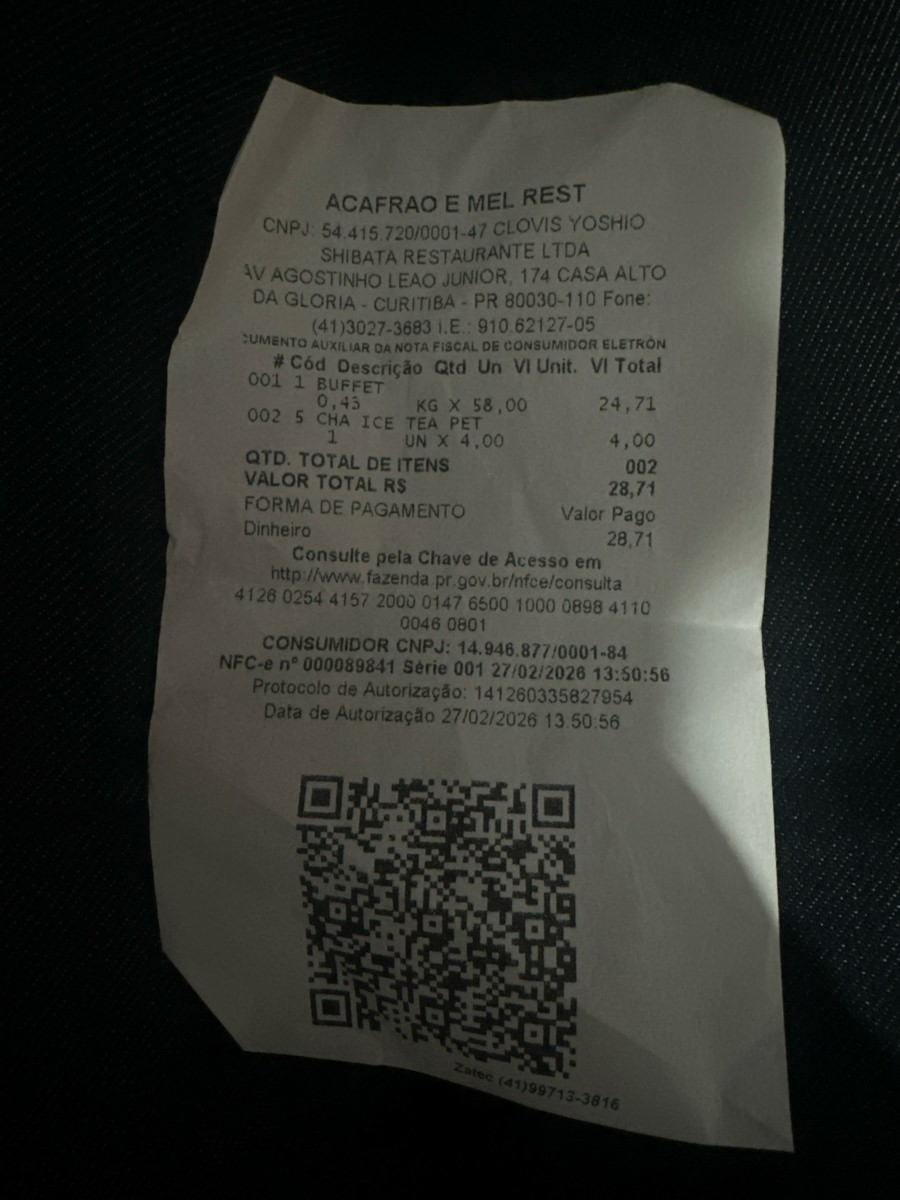 ACAFRAO E MEL REST
CNPJ: 54.415.720/0001-47 CLOVIS YOSHIO
SHIBATA RESTAURANTE LTDA
AV AGOSTINHO LEAO JUNIOR, 174 CASA ALTO
DA GLORIA - CURITIBA - PR 80030-110 Fone:
(41)3027-3683 I.E.: 910.62127-05
CUMENTO AUXILIAR DA NOTA FISCAL DE CONSUMIDOR ELETRÔN
# Cód Descrição Qtd Un Vl Unit. Vl Total
001 1 BUFFET
0,43 KG X 58,00 24,71
002 5 CHA ICE TEA PET
1 UN X 4,00 4,00
QTD. TOTAL DE ITENS 002
VALOR TOTAL R$ 28,71
FORMA DE PAGAMENTO Valor Pago
Dinheiro 28,71
Consulte pela Chave de Acesso em
http://www.fazenda.pr.gov.br/nfce/consulta
4126 0254 4157 2000 0147 6500 1000 0898 4110
0046 0801
CONSUMIDOR CNPJ: 14.946.877/0001-84
NFC-e nº 000089841 Série 001 27/02/2026 13:50:56
Protocolo de Autorização: 141260335827954
Data de Autorização 27/02/2026 13:50:56
Zatec (41)99713-3816